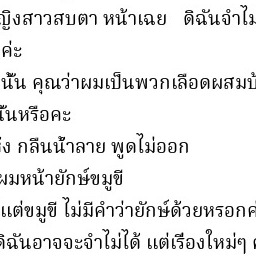 ญิงสาวสบตา หน้าเฉย ดิฉันจำไม
ค่ะ
นั้น คุณว่าผมเป็นพวกเลือดผสมบ้
นั้นหรือคะ
ง กลืนน้ำลาย พูดไม่ออก
ผมหน้ายักษ์ขมูขี
แต่ขมูขี ไม่มีคำว่ายักษ์ด้วยหรอกค่
ดิฉันอาจจะจำไม่ได้ แต่เรื่องใหม่ๆ